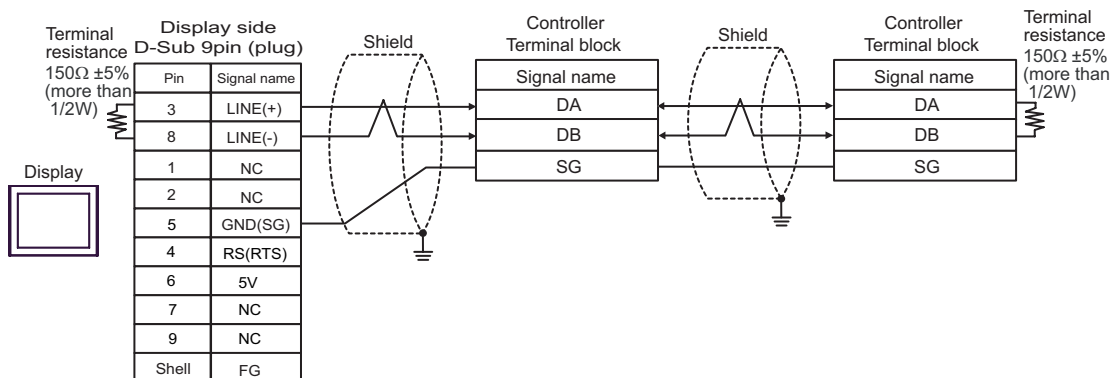 Terminal
resistance
150Ω ±5%
(more than
1/2W)
Display side
D-Sub 9pin (plug)
Pin Signal name
3 LINE(+)
8 LINE(-)
1 NC
2 NC
5 GND(SG)
4 RS(RTS)
6 5V
7 NC
9 NC
Shell FG
Display
Shield
Controller
Terminal block
Signal name
DA
DB
SG
Shield
Controller
Terminal block
Signal name
DA
DB
SG
Terminal
resistance
150Ω ±5%
(more than
1/2W)